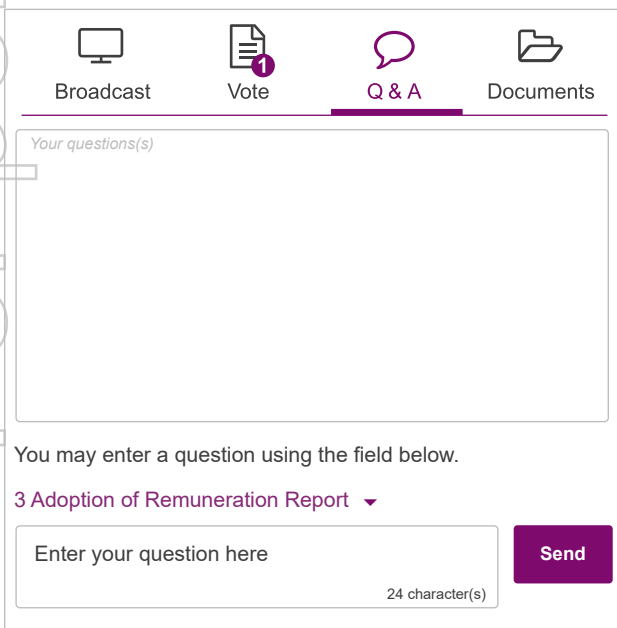 Broadcast Vote 1 Q & A Documents
Your questions(s)
You may enter a question using the field below.
3 Adoption of Remuneration Report
Enter your question here
Send
24 character(s)